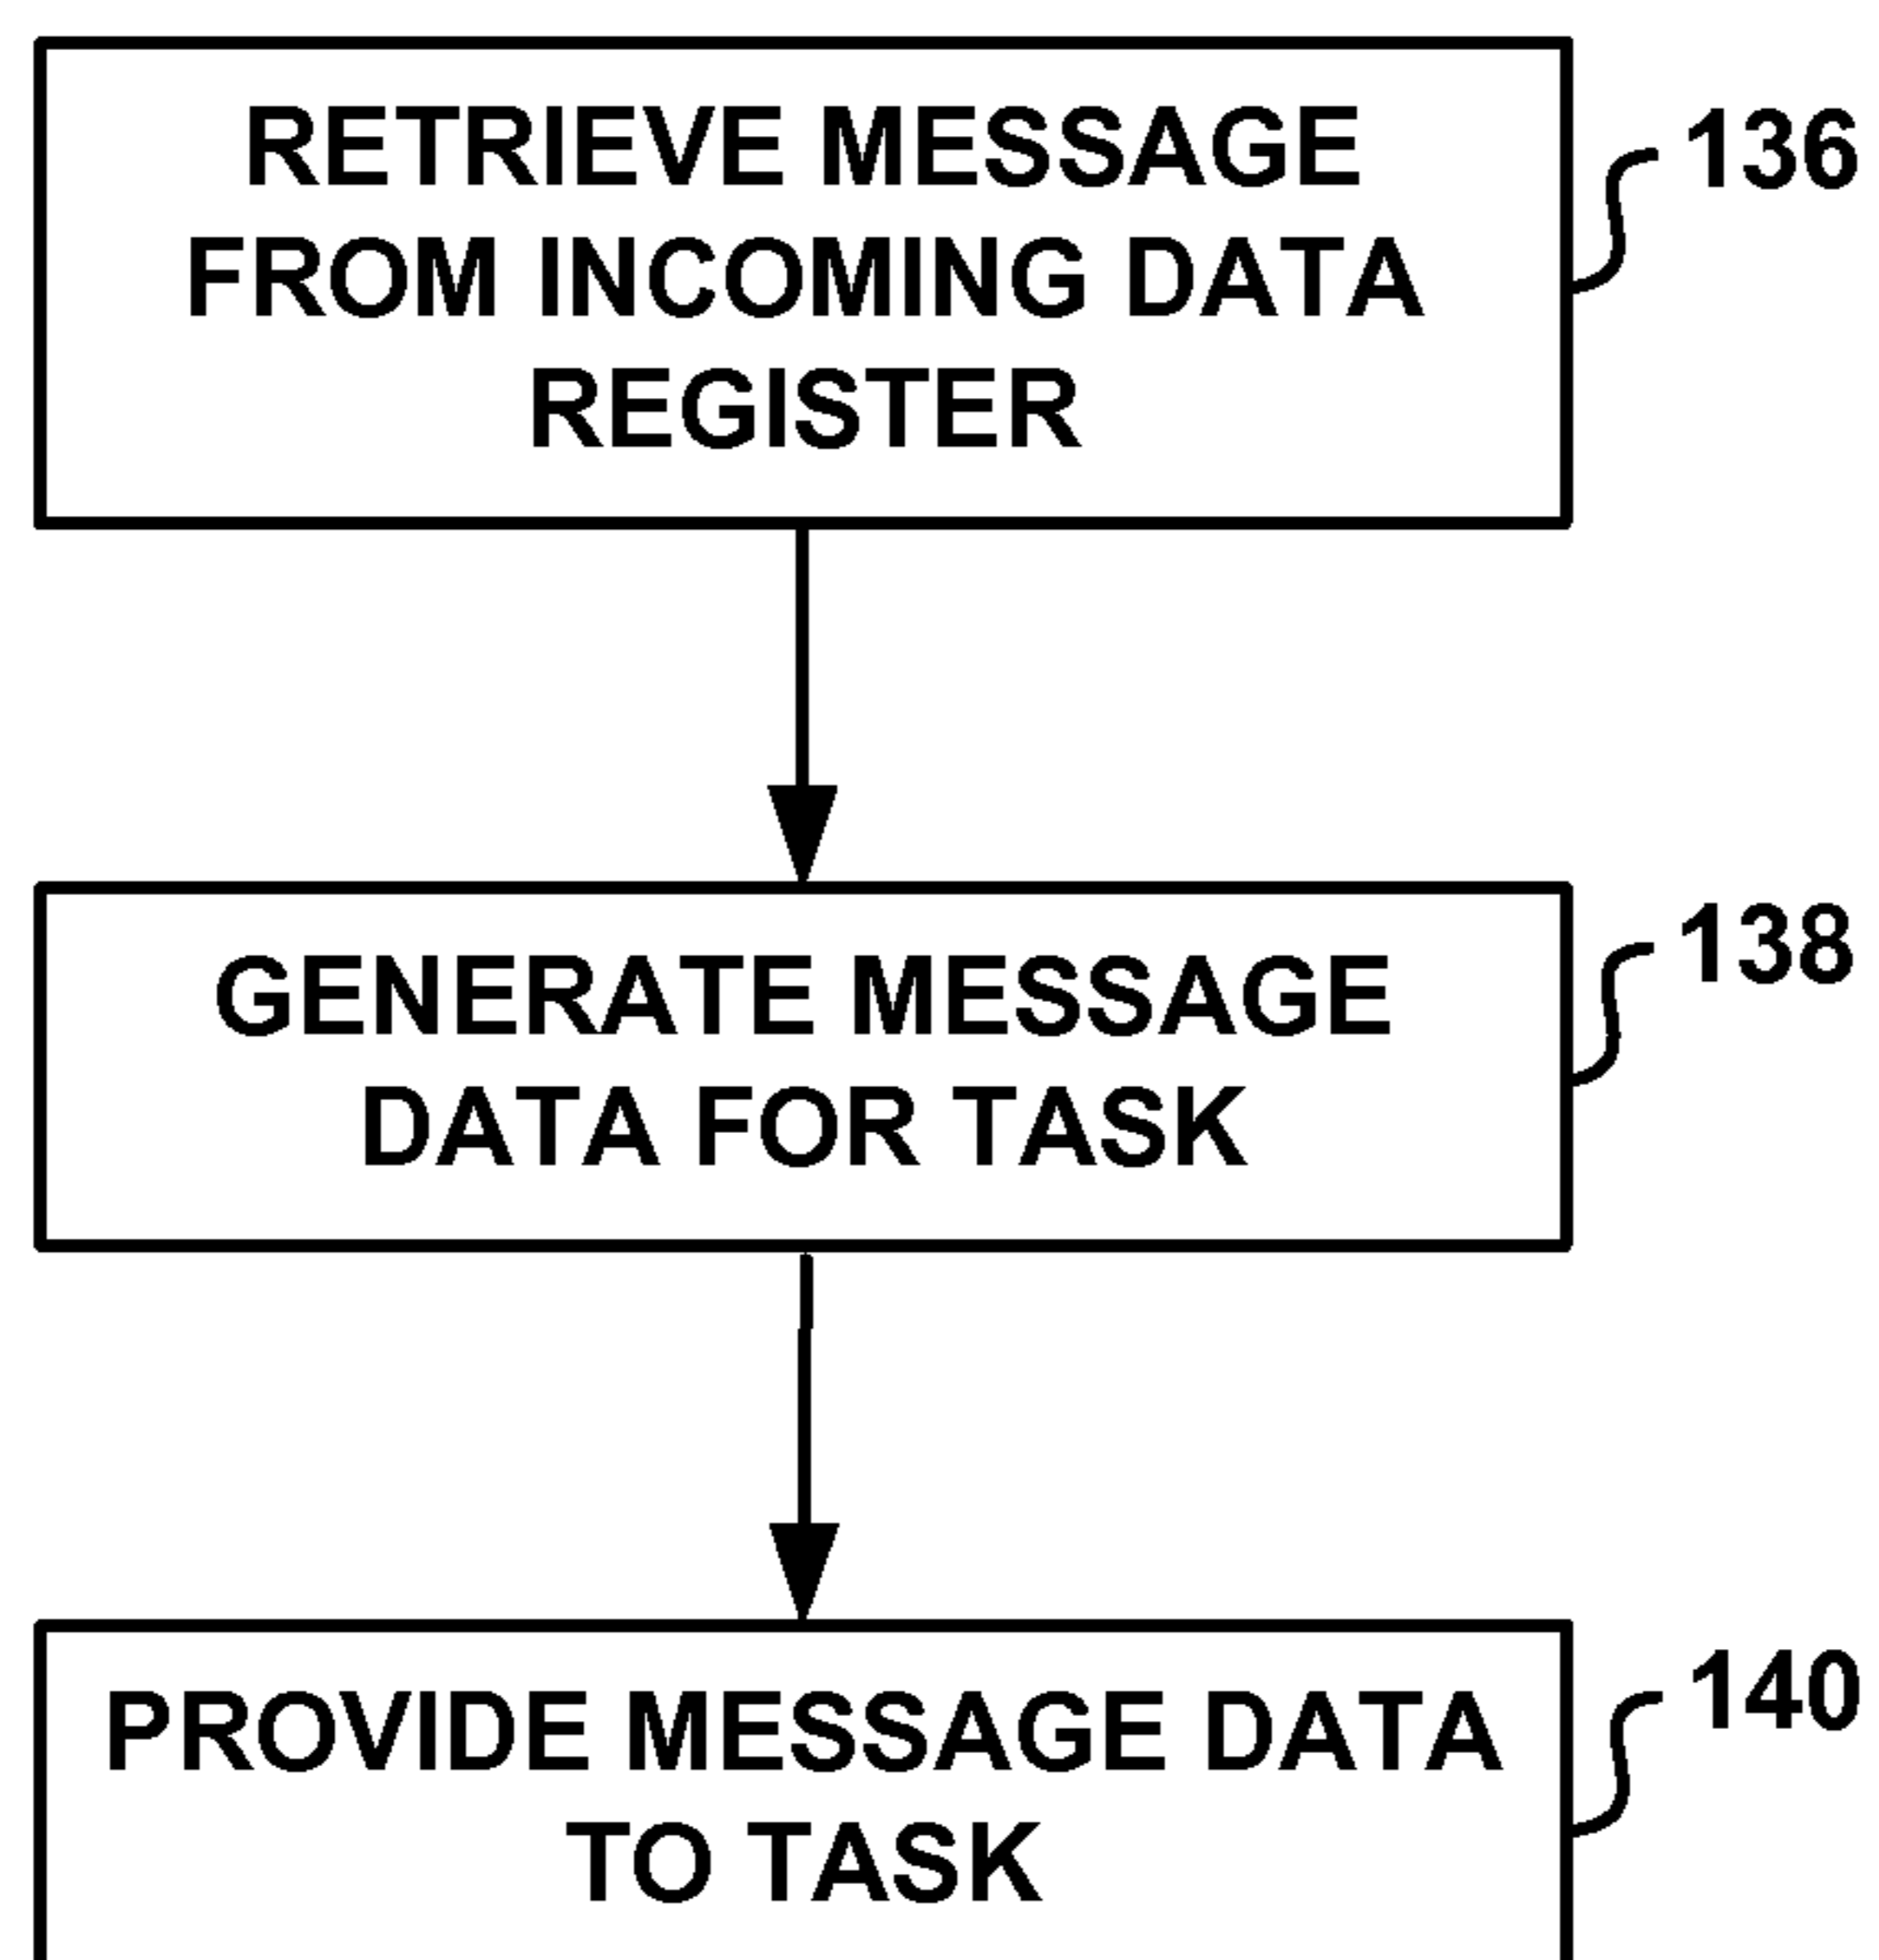 RETRIEVE MESSAGE
FROM INCOMING DATA
REGISTER
136
GENERATE MESSAGE
DATA FOR TASK
138
PROVIDE MESSAGE DATA
TO TASK
140